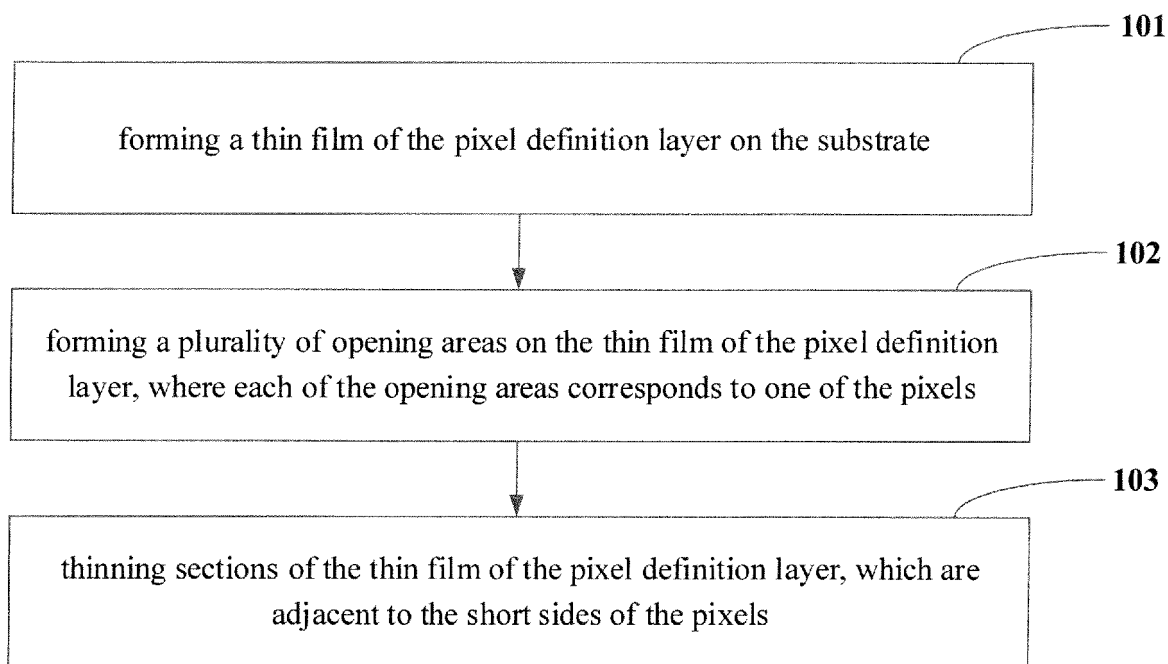 101
forming a thin film of the pixel definition layer on the substrate
102
forming a plurality of opening areas on the thin film of the pixel definition
layer, where each of the opening areas corresponds to one of the pixels
103
thinning sections of the thin film of the pixel definition layer, which are
adjacent to the short sides of the pixels